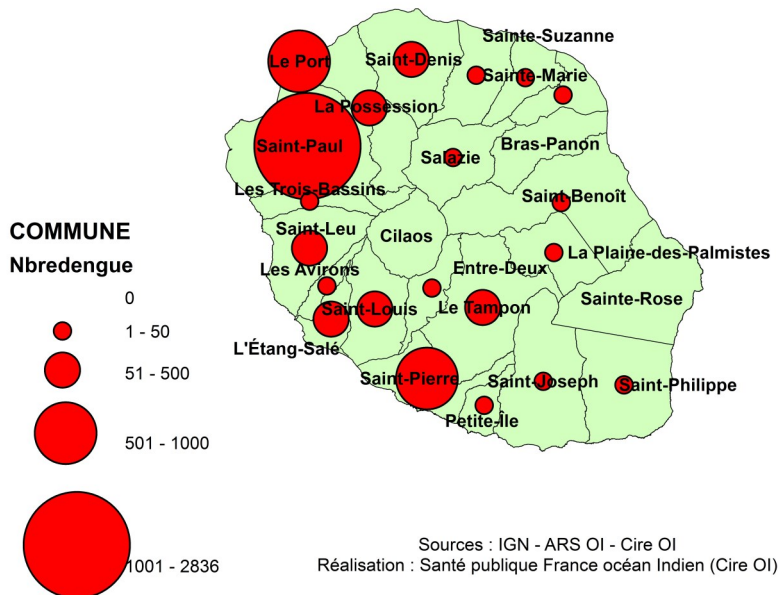 Sainte-Suzanne
Le Port
Saint-Denis
Sainte-Marie
La Possession
Saint-Paul
Salazie
Bras-Panon
Les Trois-Bassins
Saint-Benoît
COMMUNE
Saint-Leu
Cilaos
La Plaine-des-Palmistes
Nbredengue
Les Avirons
Entre-Deux
0
Sainte-Rose
Saint-Louis
Le Tampon
1 - 50
L'Étang-Salé
51 - 500
Saint-Pierre
Saint-Joseph
Saint-Philippe
Petite-Île
501 - 1000
Sources : IGN - ARS OI - Cire OI
1001 - 2836
Réalisation : Santé publique France océan Indien (Cire OI)